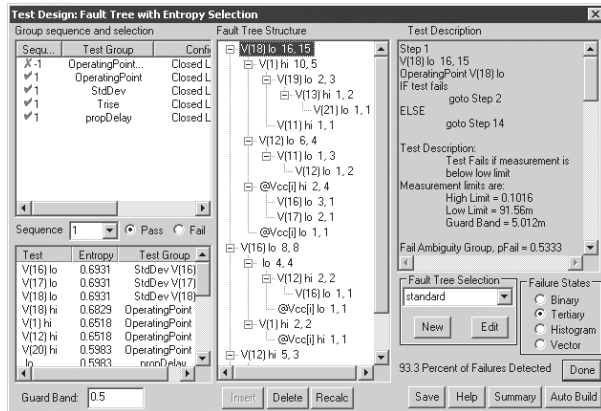 Test Design: Fault Tree with Entropy Selection
Group sequence and selection
Sequ... Test Group Config
-1 OperatingPoint... Closed L
1 OperatingPoint Closed L
1 StdDev Closed L
1 Trise Closed L
1 propDelay Closed L
Sequence 1 Pass Fail
Test Entropy Test Group
V(16) lo 0.6931 StdDev V(16)
V(17) lo 0.6931 StdDev V(17)
V(18) lo 0.6931 StdDev V(18)
V(18) lo 0.6829 OperatingPoint
V(1) hi 0.6518 OperatingPoint
V(12) hi 0.6518 OperatingPoint
V(20) hi 0.5983 OperatingPoint
Io 0.5983 propDelay
Guard Band: 0.5
Fault Tree Structure
V(18) lo 16, 15
V(1) hi 10, 5
V(19) lo 2, 3
V(13) hi 1, 2
V(21) lo 1, 1
V(11) hi 1, 1
V(12) lo 6, 4
V(11) lo 1, 3
V(12) lo 1, 2
@Vcc[i] hi 2, 4
V(16) lo 3, 1
V(17) lo 2, 1
@Vcc[i] lo 1, 1
V(16) lo 8, 8
lo 4, 4
V(12) hi 2, 2
V(16) lo 1, 1
@Vcc[i] lo 1, 1
V(1) hi 2, 2
@Vcc[i] hi 1, 1
V(12) hi 5, 3
Insert Delete Recalc
Test Description
Step 1
V(18) lo 16, 15
OperatingPoint V(18) lo
IF test fails
goto Step 2
ELSE
goto Step 14
Test Description:
Test Fails if measurement is
below low limit
Measurement limits are:
High Limit = 0.1016
Low Limit = 91.56m
Guard Band = 5.012m
Fail Ambiguity Group, pFail = 0.5333
Fault Tree Selection
standard
New Edit
Failure States
Binary
Tertiary
Histogram
Vector
93.3 Percent of Failures Detected Done
Save Help Summary Auto Build